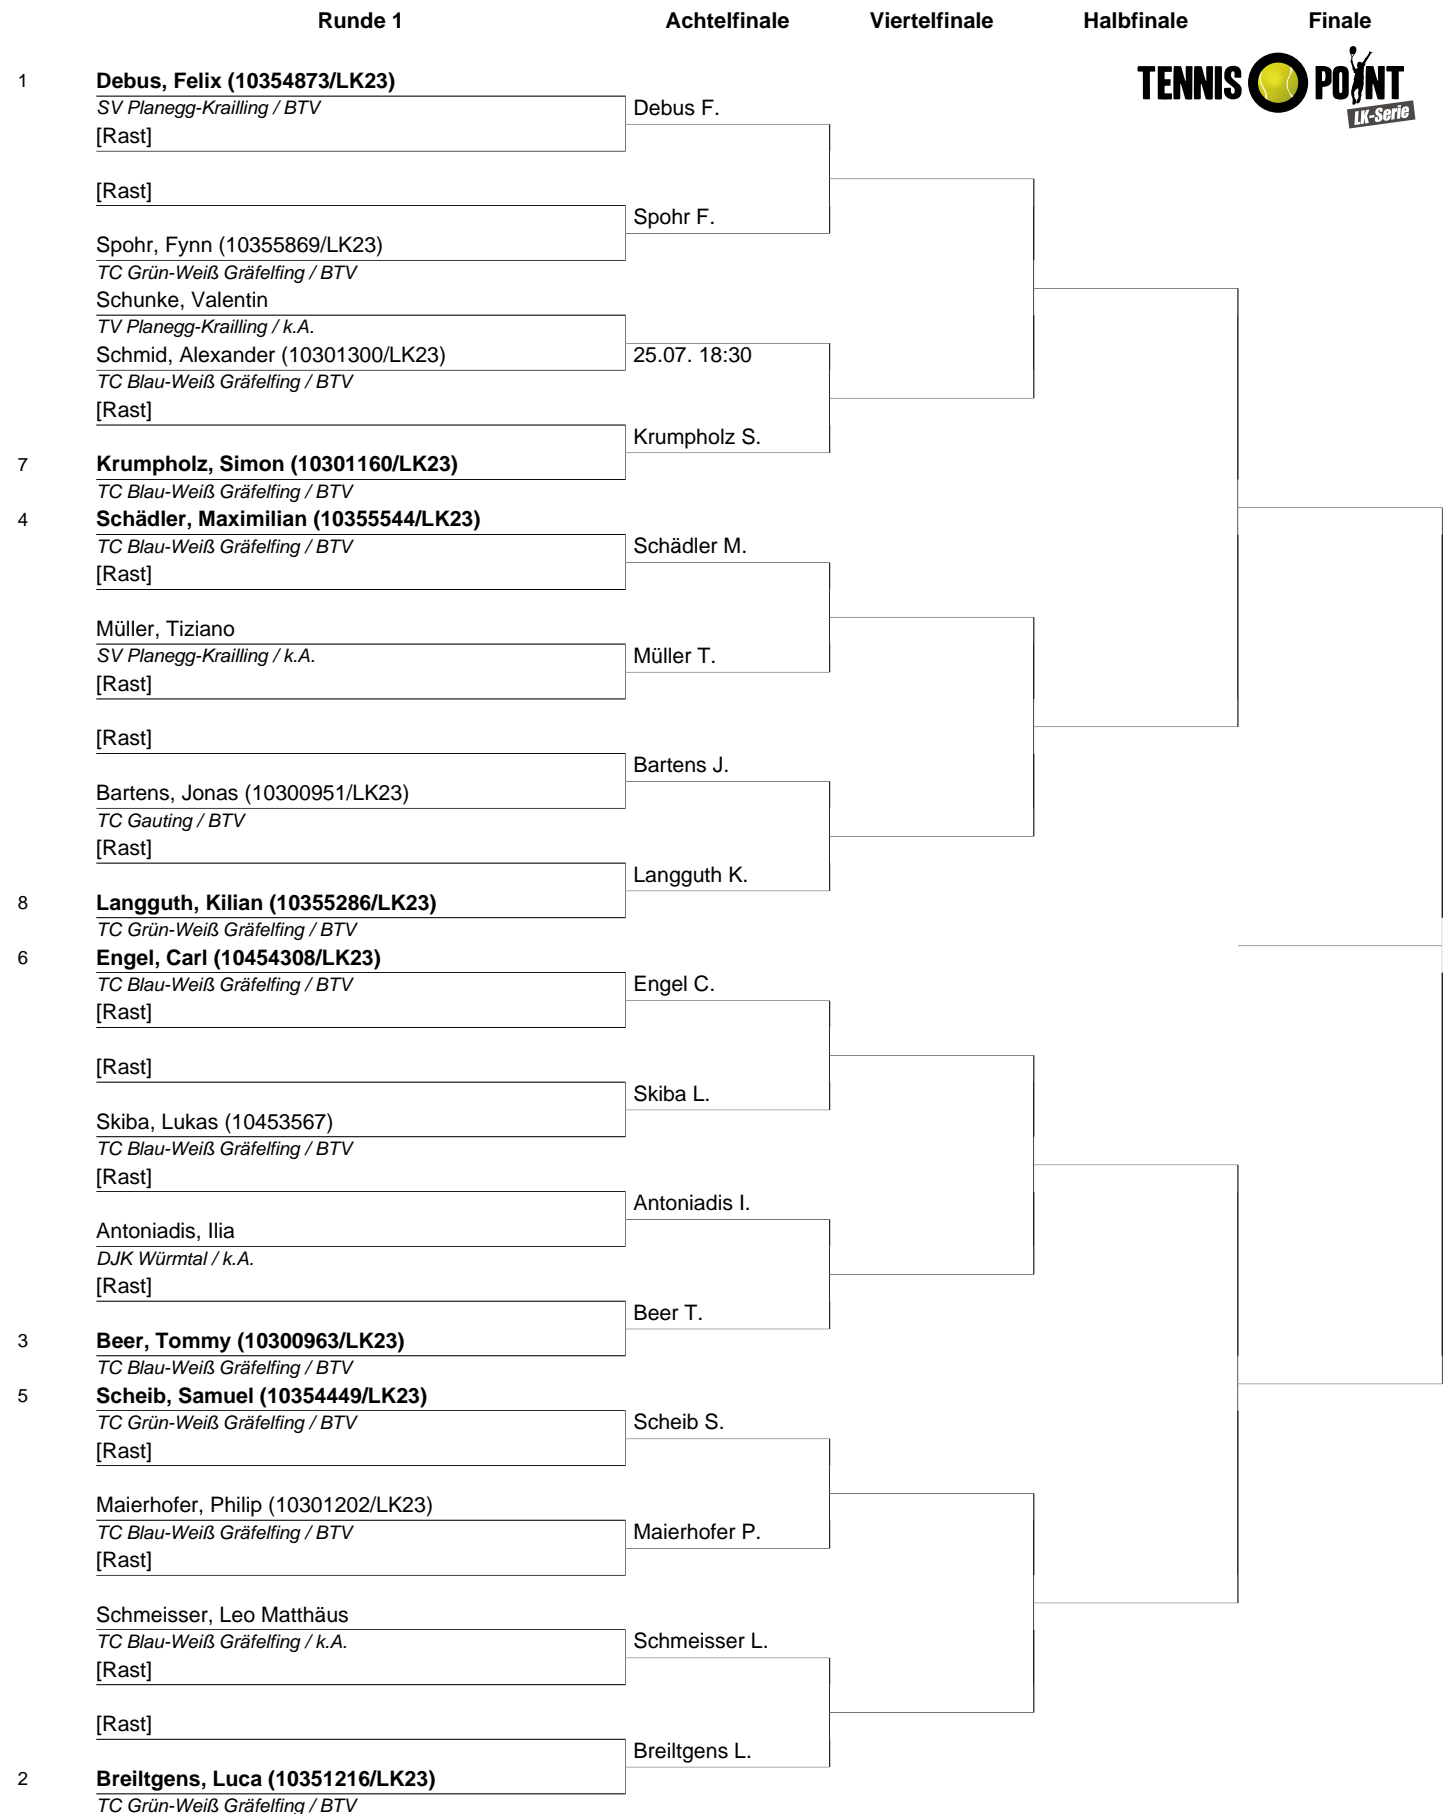 Runde 1 Achtelfinale Viertelfinale Halbfinale Finale
TENNIS POINT
LK-Serie
1 Debus, Felix (10354873/LK23)
SV Planegg-Krailling / BTV Debus F.
[Rast]
[Rast]
Spohr F.
Spohr, Fynn (10355869/LK23)
TC Grün-Weiß Gräfelfing / BTV
Schunke, Valentin
TV Planegg-Krailling / k.A.
Schmid, Alexander (10301300/LK23) 25.07. 18:30
TC Blau-Weiß Gräfelfing / BTV
[Rast]
Krumpholz S.
7 Krumpholz, Simon (10301160/LK23)
TC Blau-Weiß Gräfelfing / BTV
4 Schädler, Maximilian (10355544/LK23)
TC Blau-Weiß Gräfelfing / BTV Schädler M.
[Rast]
Müller, Tiziano
SV Planegg-Krailling / k.A. Müller T.
[Rast]
[Rast]
Bartens J.
Bartens, Jonas (10300951/LK23)
TC Gauting / BTV
[Rast]
Langguth K.
8 Langguth, Kilian (10355286/LK23)
TC Grün-Weiß Gräfelfing / BTV
6 Engel, Carl (10454308/LK23)
TC Blau-Weiß Gräfelfing / BTV Engel C.
[Rast]
[Rast]
Skiba L.
Skiba, Lukas (10453567)
TC Blau-Weiß Gräfelfing / BTV
[Rast]
Antoniadis I.
Antoniadis, Ilia
DJK Würmtal / k.A.
[Rast]
Beer T.
3 Beer, Tommy (10300963/LK23)
TC Blau-Weiß Gräfelfing / BTV
5 Scheib, Samuel (10354449/LK23)
TC Grün-Weiß Gräfelfing / BTV Scheib S.
[Rast]
Maierhofer, Philip (10301202/LK23)
TC Blau-Weiß Gräfelfing / BTV Maierhofer P.
[Rast]
Schmeisser, Leo Matthäus
TC Blau-Weiß Gräfelfing / k.A. Schmeisser L.
[Rast]
[Rast]
Breiltgens L.
2 Breiltgens, Luca (10351216/LK23)
TC Grün-Weiß Gräfelfing / BTV